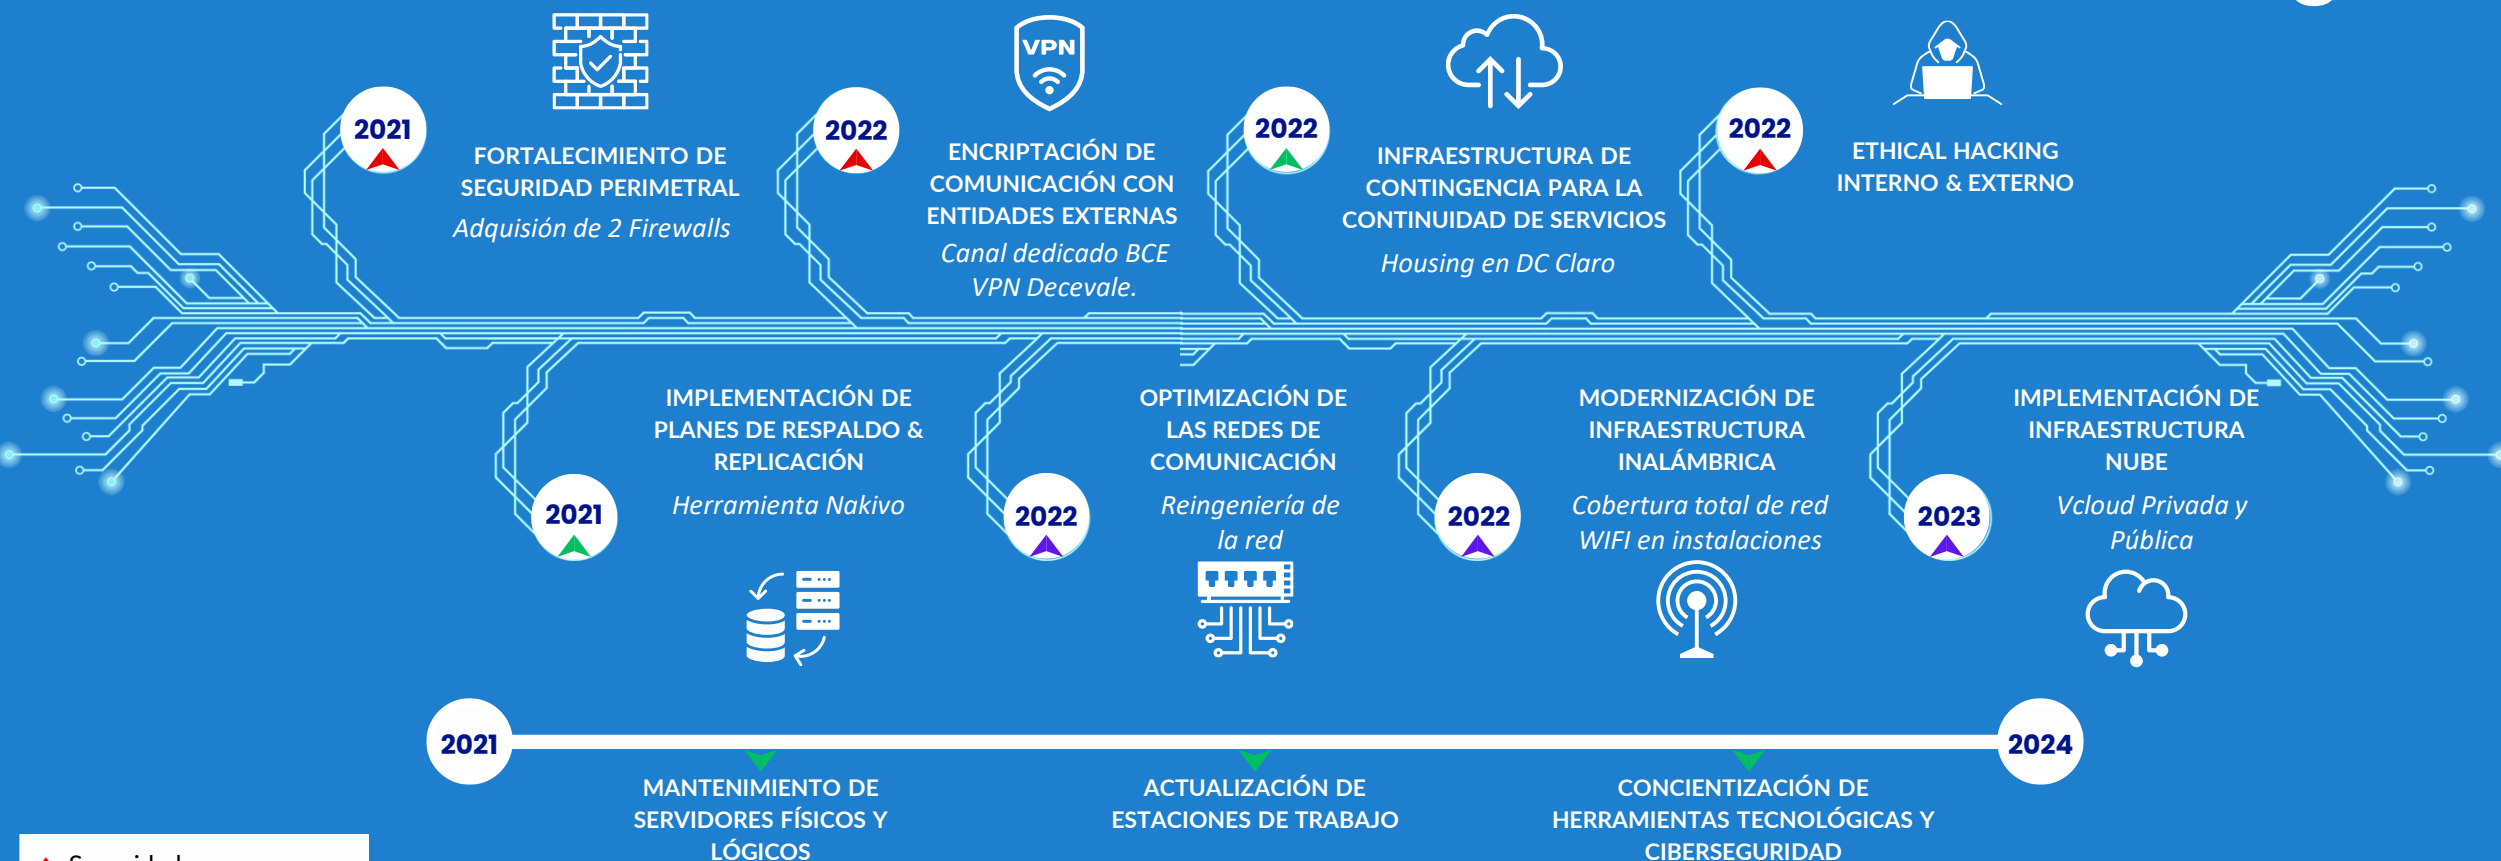 2021
FORTALECIMIENTO DE
SEGURIDAD PERIMETRAL
Adquisión de 2 Firewalls
2022
VPN
ENCRIPTACIÓN DE
COMUNICACIÓN CON
ENTIDADES EXTERNAS
Canal dedicado BCE
VPN Decevale.
2022
INFRAESTRUCTURA DE
CONTINGENCIA PARA LA
CONTINUIDAD DE SERVICIOS
Housing en DC Claro
2022
ETHICAL HACKING
INTERNO & EXTERNO
2021
IMPLEMENTACIÓN DE
PLANES DE RESPALDO &
REPLICACIÓN
Herramienta Nakivo
2022
OPTIMIZACIÓN DE
LAS REDES DE
COMUNICACIÓN
Reingeniería de
la red
2022
MODERNIZACIÓN DE
INFRAESTRUCTURA
INALÁMBRICA
Cobertura total de red
WIFI en instalaciones
2023
IMPLEMENTACIÓN DE
INFRAESTRUCTURA
NUBE
Vcloud Privada y
Pública
2021
2024
MANTENIMIENTO DE
SERVIDORES FÍSICOS Y
LÓGICOS
ACTUALIZACIÓN DE
ESTACIONES DE TRABAJO
CONCIENTIZACIÓN DE
HERRAMIENTAS TECNOLÓGICAS Y
CIBERSEGURIDAD